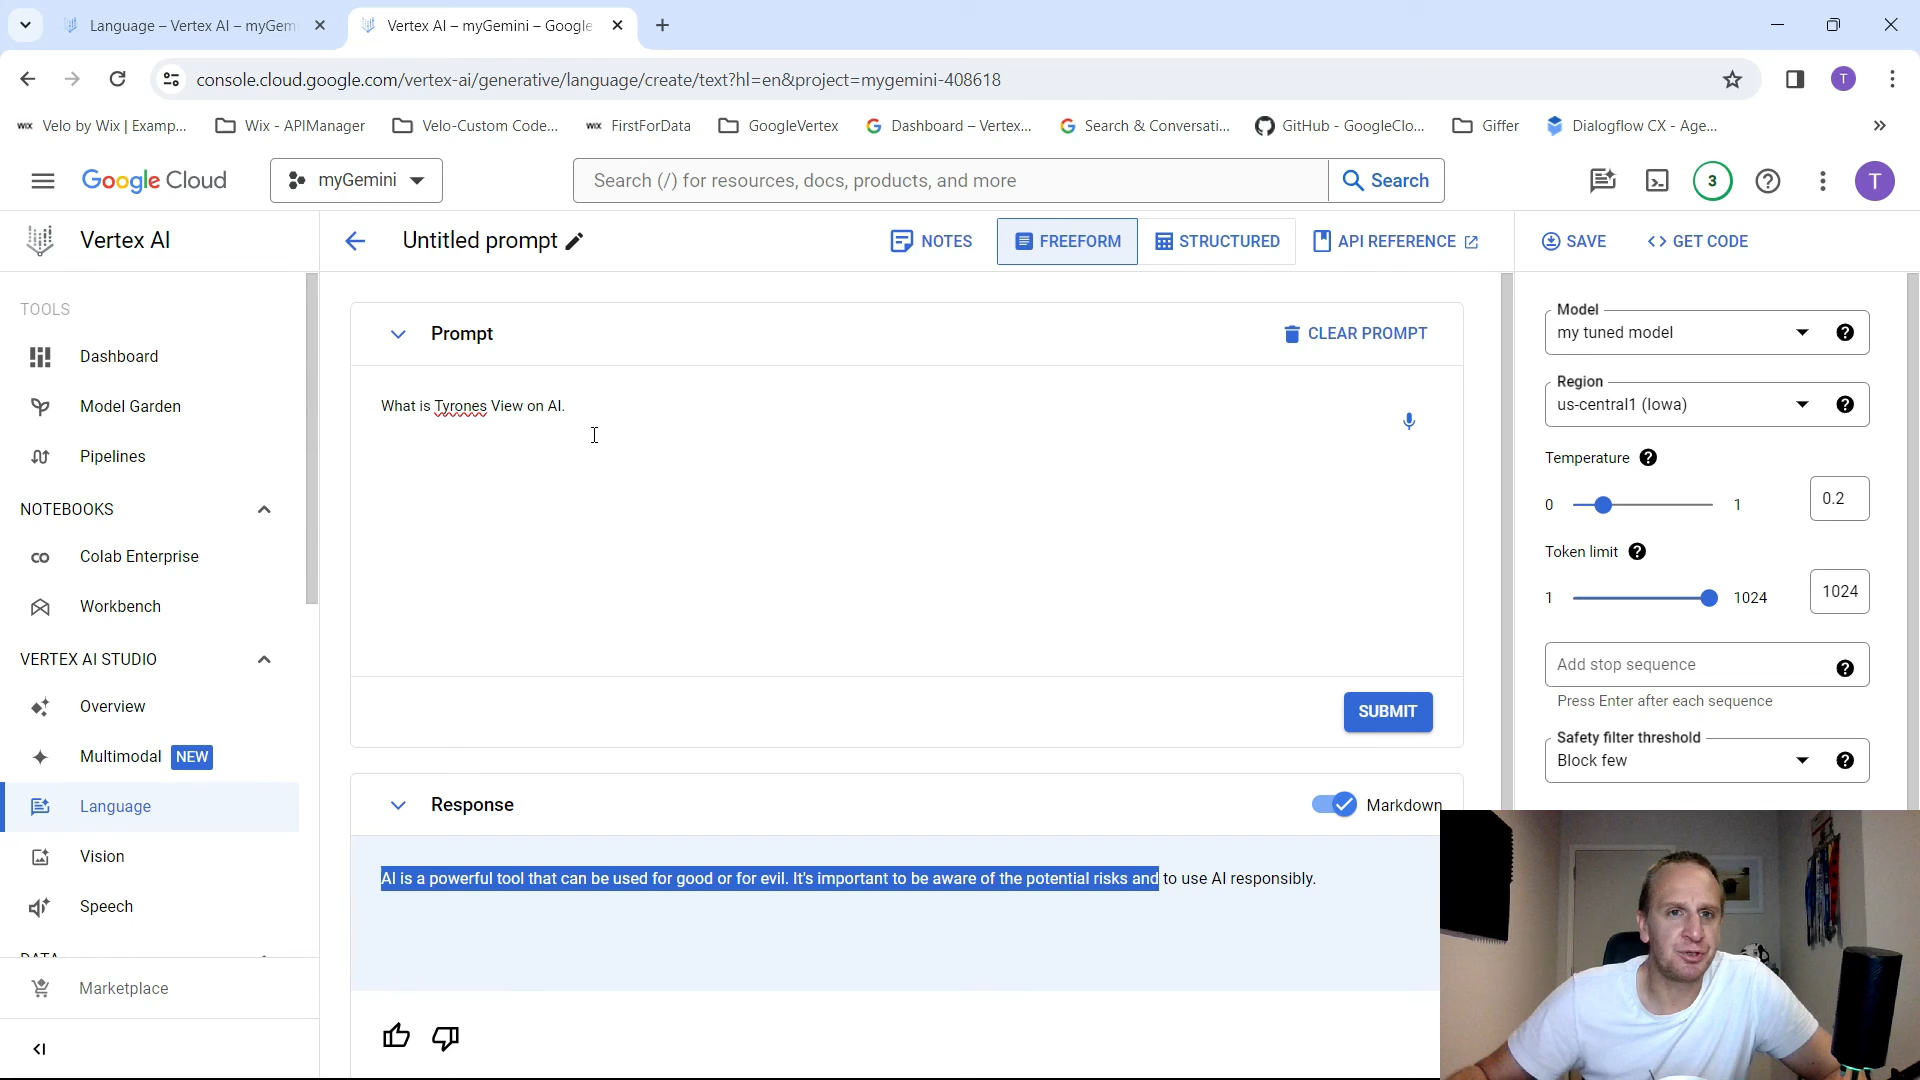 Language – Vertex AI – myGem
Vertex AI – myGemini – Google
console.cloud.google.com/vertex-ai/generative/language/create/text?hl=en&project=mygemini-408618
T
WiX Velo by Wix | Examp...
Wix - APIManager
Velo-Custom Code...
WiX FirstForData
GoogleVertex
Dashboard – Vertex...
Search & Conversati...
GitHub - GoogleClo...
Giffer
Dialogflow CX - Age...
Google Cloud
myGemini
Search (/) for resources, docs, products, and more
Search
3
T
Vertex AI
Untitled prompt
NOTES
FREEFORM
STRUCTURED
API REFERENCE
SAVE
<> GET CODE
TOOLS
Dashboard
Model Garden
Pipelines
NOTEBOOKS
Colab Enterprise
Workbench
VERTEX AI STUDIO
Overview
Multimodal NEW
Language
Vision
Speech
DATA
Marketplace
Prompt
CLEAR PROMPT
What is Tyrones View on AI.
SUBMIT
Response
Markdown
AI is a powerful tool that can be used for good or for evil. It's important to be aware of the potential risks and to use AI responsibly.
Model
my tuned model
Region
us-central1 (Iowa)
Temperature
0
1
0.2
Token limit
1
1024
1024
Add stop sequence
Press Enter after each sequence
Safety filter threshold
Block few